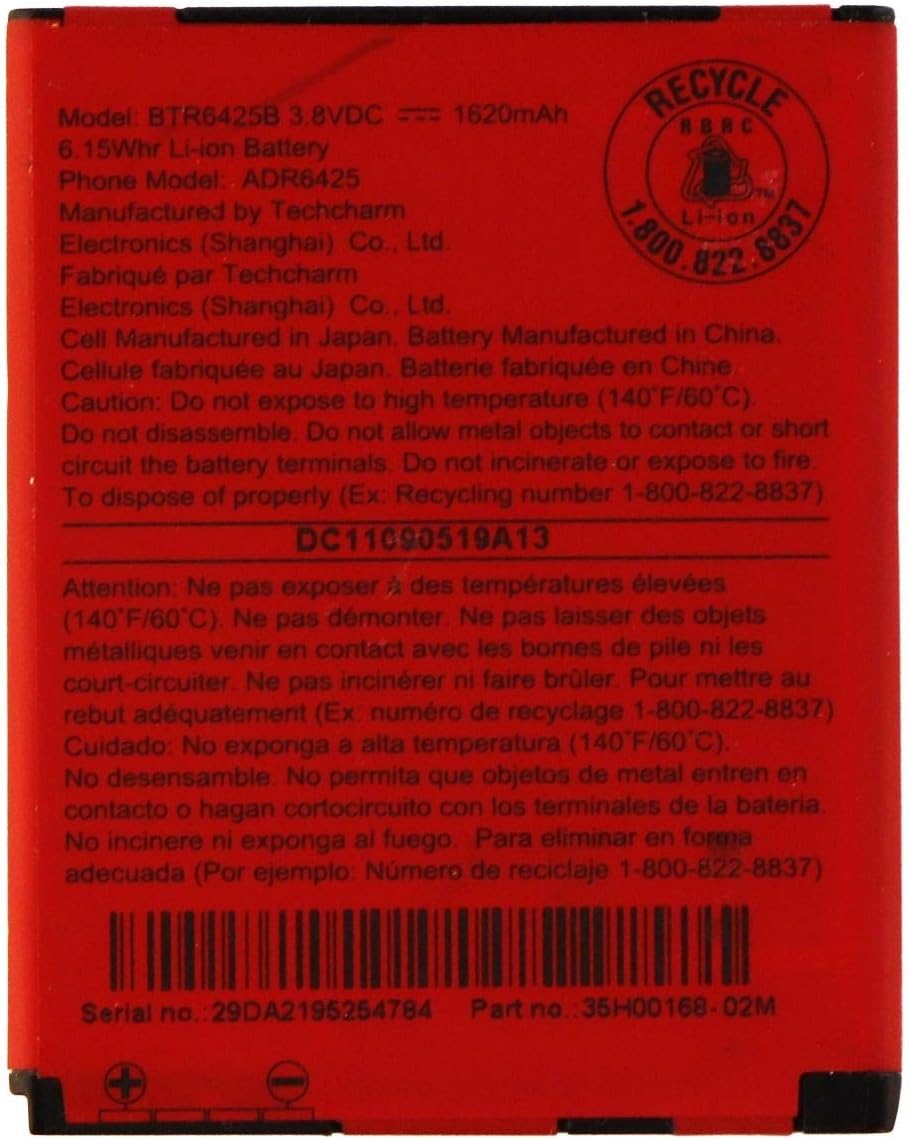 Model: BTR6425B 3.8VDC ⎓ 1620mAh
6.15Whr Li-ion Battery
Phone Model: ADR6425
Manufactured by Techcharm
Electronics (Shanghai) Co., Ltd.
Fabriqué par Techcharm
Electronics (Shanghai) Co., Ltd.
RECYCLE
RBRC
TM
Li-ion
1.800.822.8837
Cell Manufactured in Japan. Battery Manufactured in China.
Cellule fabriquée au Japan. Batterie fabriquée en Chine.
Caution: Do not expose to high temperature (140°F/60°C).
Do not disassemble. Do not allow metal objects to contact or short
circuit the battery terminals. Do not incinerate or expose to fire.
To dispose of properly (Ex: Recycling number 1-800-822-8837)
DC11090519A13
Attention: Ne pas exposer à des températures élevées
(140°F/60°C). Ne pas démonter. Ne pas laisser des objets
métalliques venir en contact avec les bornes de pile ni les
court-circuiter. Ne pas incinérer ni faire brûler. Pour mettre au
rebut adéquatement (Ex: numéro de recyclage 1-800-822-8837)
Cuidado: No exponga a alta temperatura (140°F/60°C).
No desensamble. No permita que objetos de metal entren en
contacto o hagan cortocircuito con los terminales de la bateria.
No incinere ni exponga al fuego. Para eliminar en forma
adecuada (Por ejemplo: Número de reciclaje 1-800-822-8837)
Serial no.:29DA2195254784 Part no.:35H00168-02M
+ −